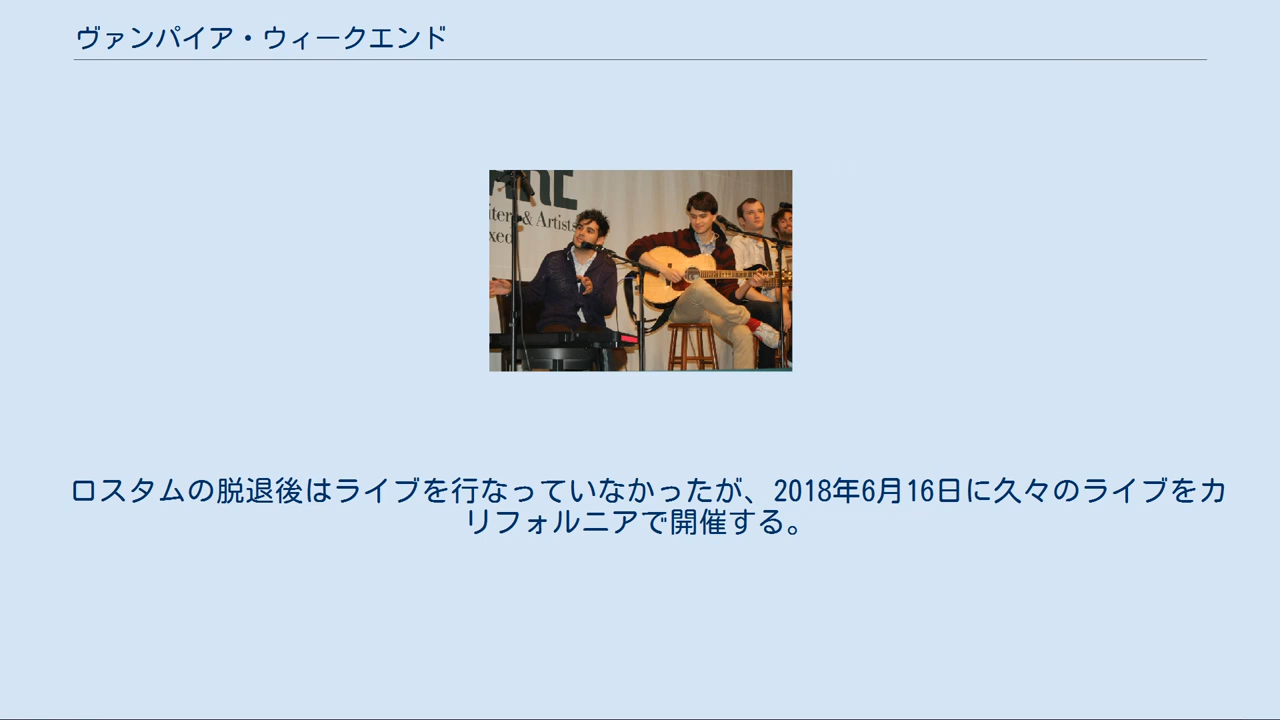 ヴァンパイア・ウィークエンド
& Artists
ロスタムの脱退後はライブを行なっていなかったが、2018年6月16日に久々のライブをカ
リフォルニアで開催する。